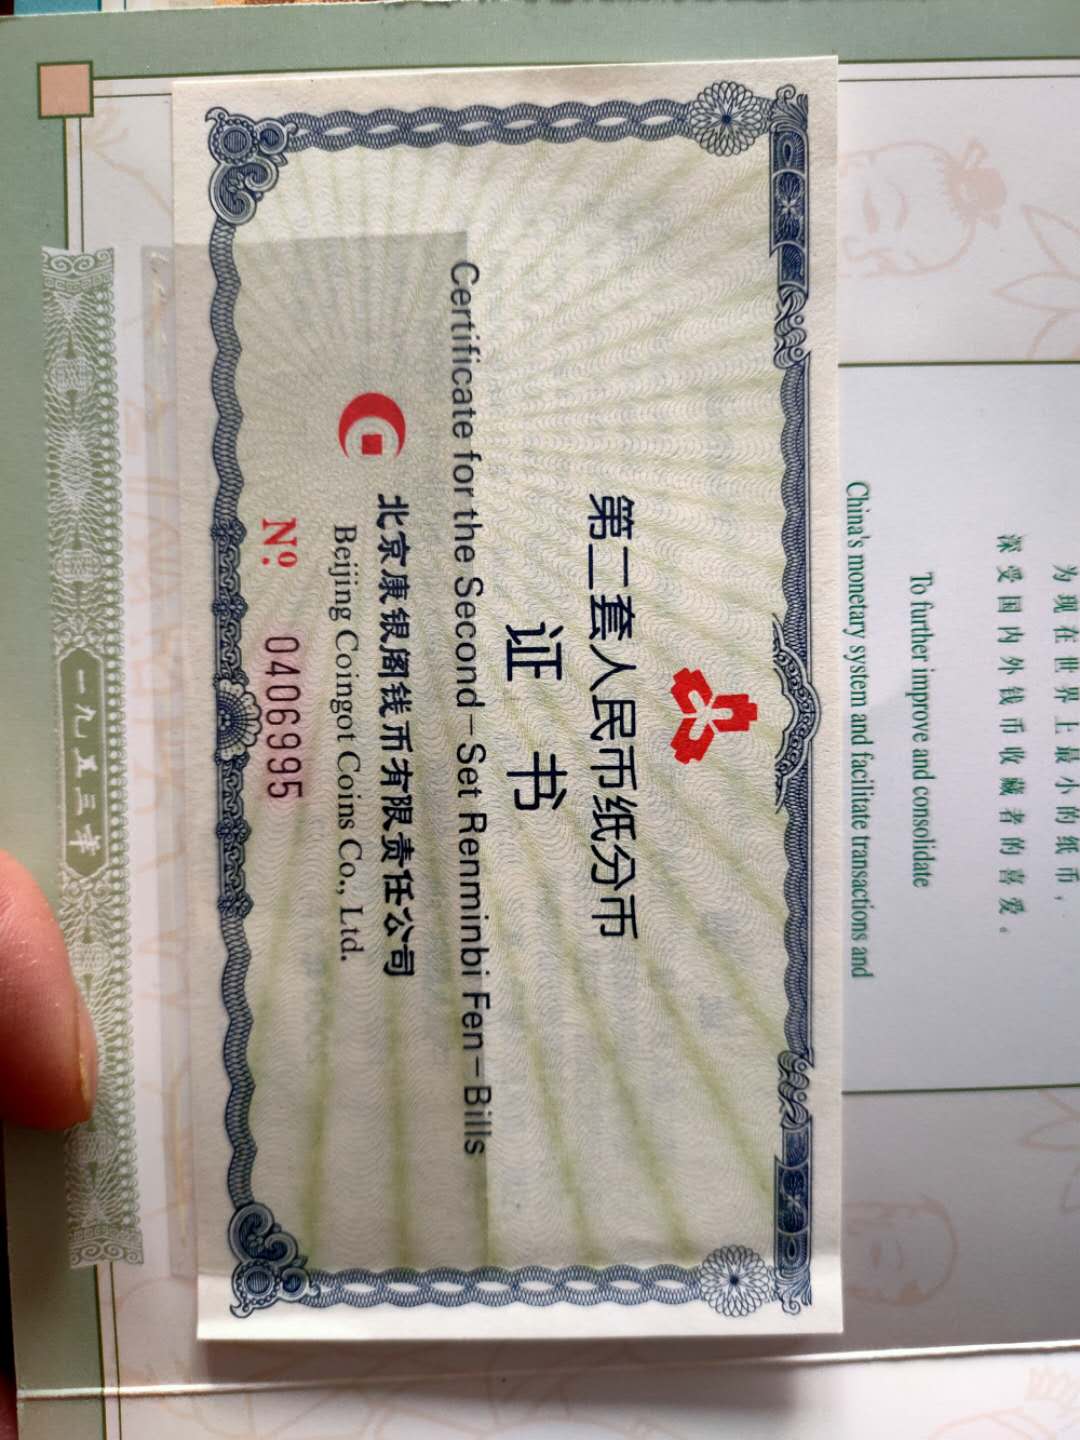 为现在世界上最小的纸币，
深受国内外钱币收藏者的喜爱。
To further improve and consolidate
China's monetary system and facilitate transactions and
第二套人民币纸分币
证书
Certificate for the Second-Set Renminbi Fen-Bills
北京康银阁钱币有限责任公司
Beijing Coingot Coins Co., Ltd.
Nº 0406995
一九五三年